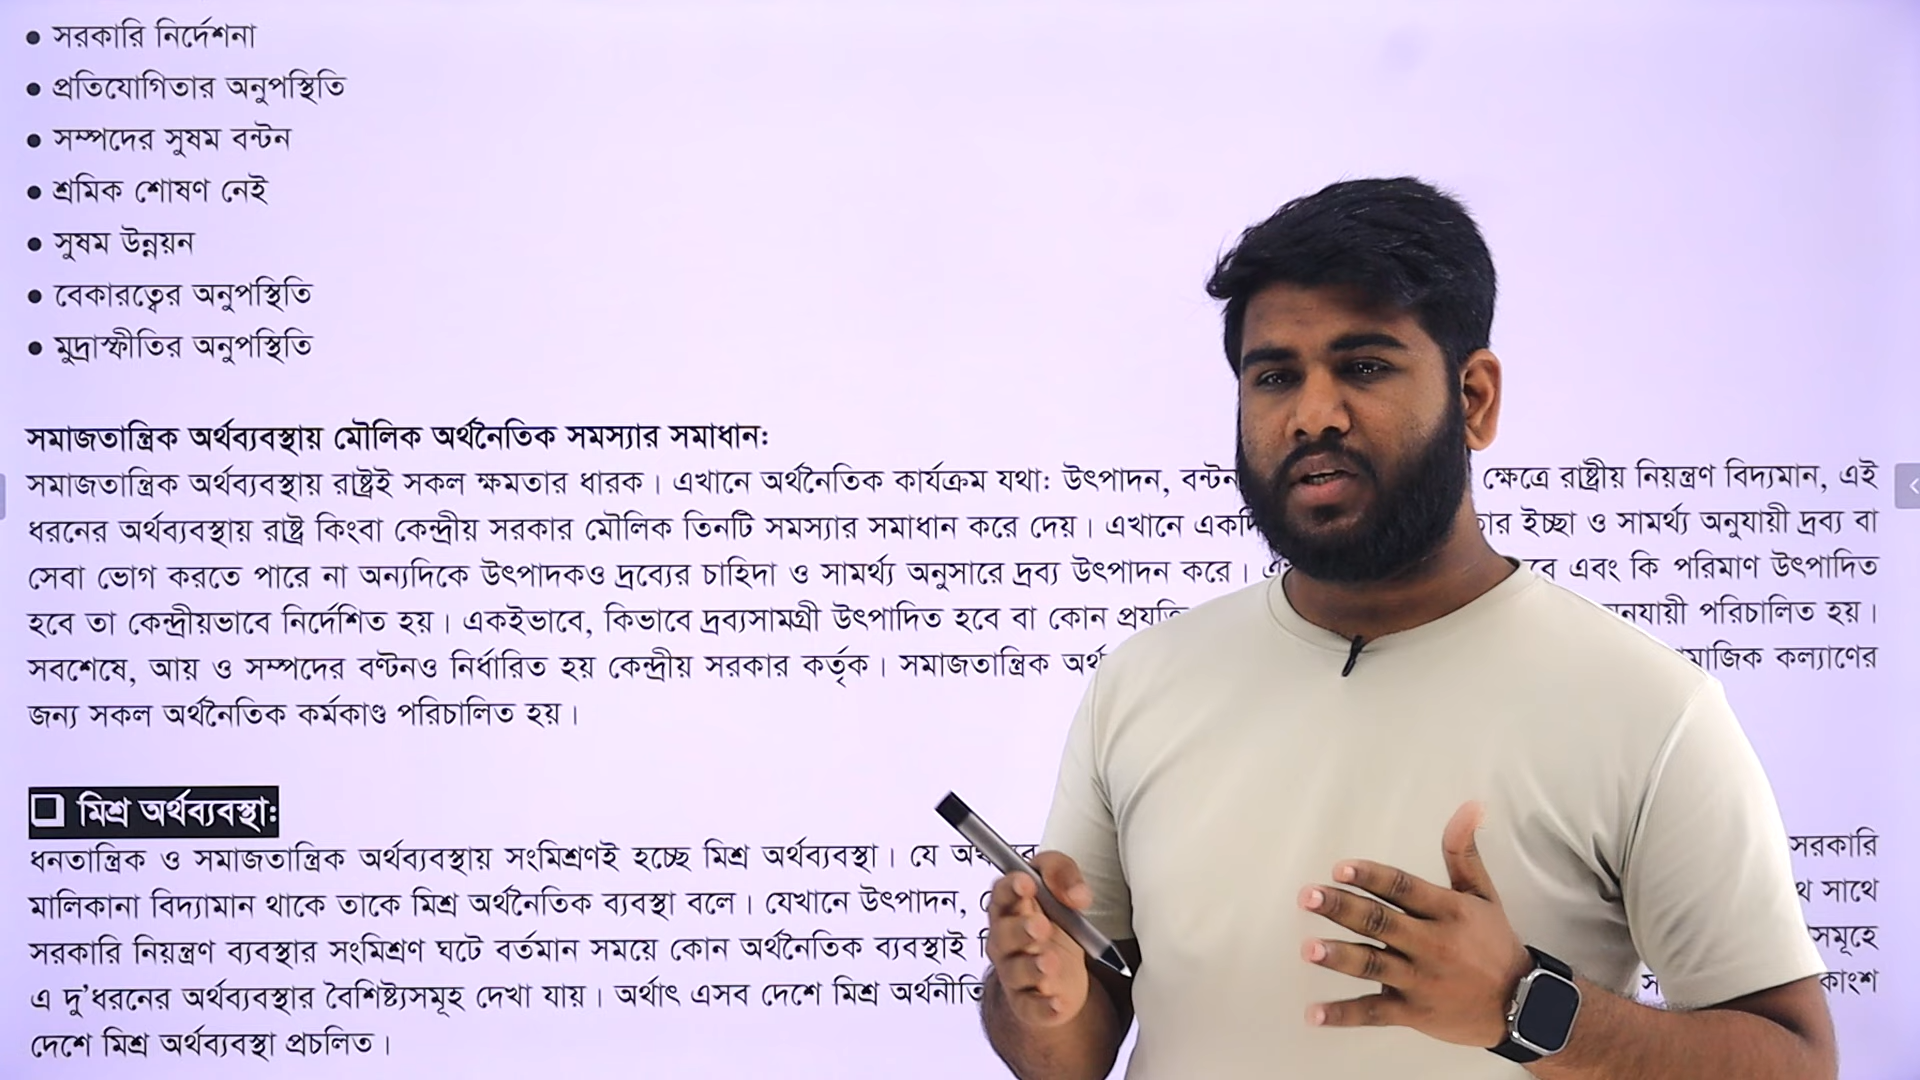 সরকারি নির্দেশনা
প্রতিযোগিতার অনুপস্থিতি
সম্পদের সুষম বন্টন
শ্রমিক শোষণ নেই
সুষম উন্নয়ন
বেকারত্বের অনুপস্থিতি
মুদ্রাস্ফীতির অনুপস্থিতি
সমাজতান্ত্রিক অর্থব্যবস্থায় মৌলিক অর্থনৈতিক সমস্যার সমাধান:
সমাজতান্ত্রিক অর্থব্যবস্থায় রাষ্ট্রই সকল ক্ষমতার ধারক। এখানে অর্থনৈতিক কার্যক্রম যথা: উৎপাদন, বন্টন ক্ষেত্রে রাষ্ট্রীয় নিয়ন্ত্রণ বিদ্যমান, এই
ধরনের অর্থব্যবস্থায় রাষ্ট্র কিংবা কেন্দ্রীয় সরকার মৌলিক তিনটি সমস্যার সমাধান করে দেয়। এখানে ইচ্ছা ও সামর্থ্য অনুযায়ী দ্রব্য বা
সেবা ভোগ করতে পারে না অন্যদিকে উৎপাদকও দ্রব্যের চাহিদা ও সামর্থ্য অনুসারে দ্রব্য উৎপাদন করে। এবং কি পরিমাণ উৎপাদিত
হবে তা কেন্দ্রীয়ভাবে নির্দেশিত হয়। একইভাবে, কিভাবে দ্রব্যসামগ্রী উৎপাদিত হবে বা কোন পরিচালিত হয়।
সবশেষে, আয় ও সম্পদের বণ্টনও নির্ধারিত হয় কেন্দ্রীয় সরকার কর্তৃক। সমাজতান্ত্রিক কল্যাণের
জন্য সকল অর্থনৈতিক কর্মকাণ্ড পরিচালিত হয়।
মিশ্র অর্থব্যবস্থা:
ধনতান্ত্রিক ও সমাজতান্ত্রিক অর্থব্যবস্থায় সংমিশ্রণই হচ্ছে মিশ্র অর্থব্যবস্থা। যে সরকারি
মালিকানা বিদ্যামান থাকে তাকে মিশ্র অর্থনৈতিক ব্যবস্থা বলে। যেখানে উৎপাদন, সাথে
সরকারি নিয়ন্ত্রণ ব্যবস্থার সংমিশ্রণ ঘটে বর্তমান সময়ে কোন অর্থনৈতিক ব্যবস্থাই
এ দু'ধরনের অর্থব্যবস্থার বৈশিষ্ট্যসমূহ দেখা যায়। অর্থাৎ এসব দেশে মিশ্র
দেশে মিশ্র অর্থব্যবস্থা প্রচলিত।